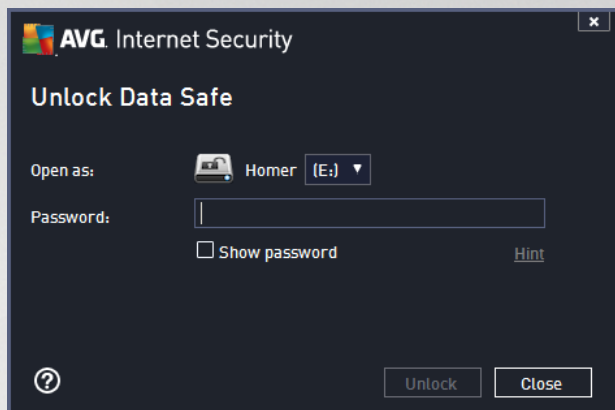 AVG. Internet Security
x
Unlock Data Safe
Open as: Homer (E:)
Password:
Show password Hint
? Unlock Close